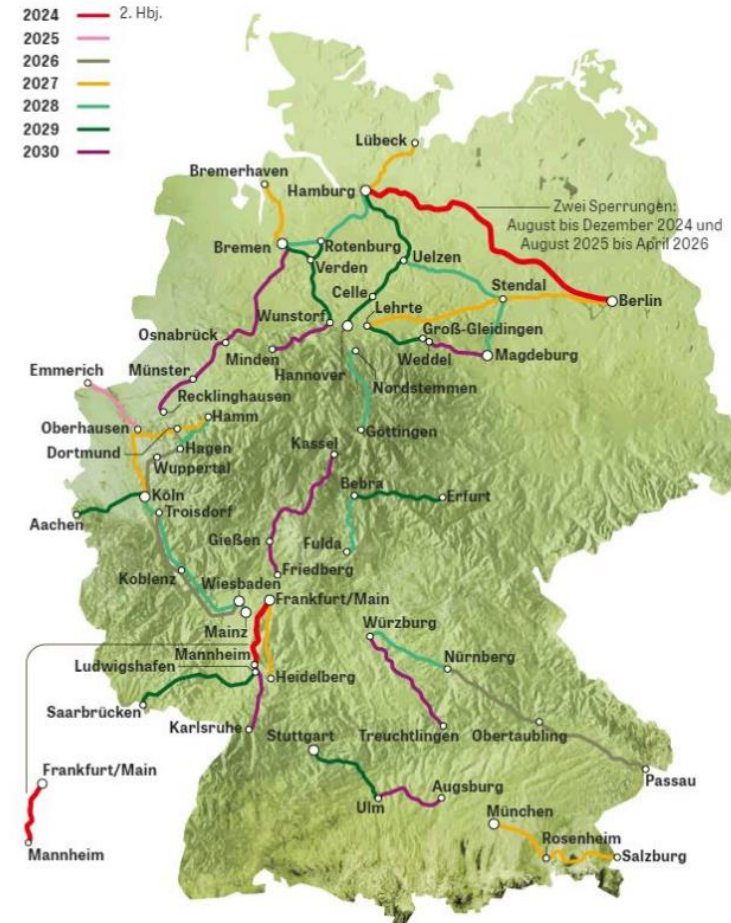 2024
2. Hbj.
2025
2026
2027
2028
2029
2030
Lübeck
Bremerhaven
Hamburg
Zwei Sperrungen:
August bis Dezember 2024 und
August 2025 bis April 2026
Bremen
Rotenburg
Verden
Uelzen
Celle
Stendal
Lehrte
Berlin
Wunstorf
Groß-Gleidingen
Osnabrück
Minden
Weddel
Magdeburg
Hannover
Münster
Emmerich
Nordstemmen
Recklinghausen
Hamm
Oberhausen
Dortmund
Hagen
Göttingen
Wuppertal
Kassel
Köln
Bebra
Erfurt
Aachen
Troisdorf
Gießen
Fulda
Koblenz
Friedberg
Wiesbaden
Frankfurt/Main
Mainz
Würzburg
Mannheim
Ludwigshafen
Nürnberg
Heidelberg
Saarbrücken
Karlsruhe
Stuttgart
Treuchtlingen
Obertaubling
Frankfurt/Main
Passau
Augsburg
Ulm
München
Rosenheim
Salzburg
Mannheim